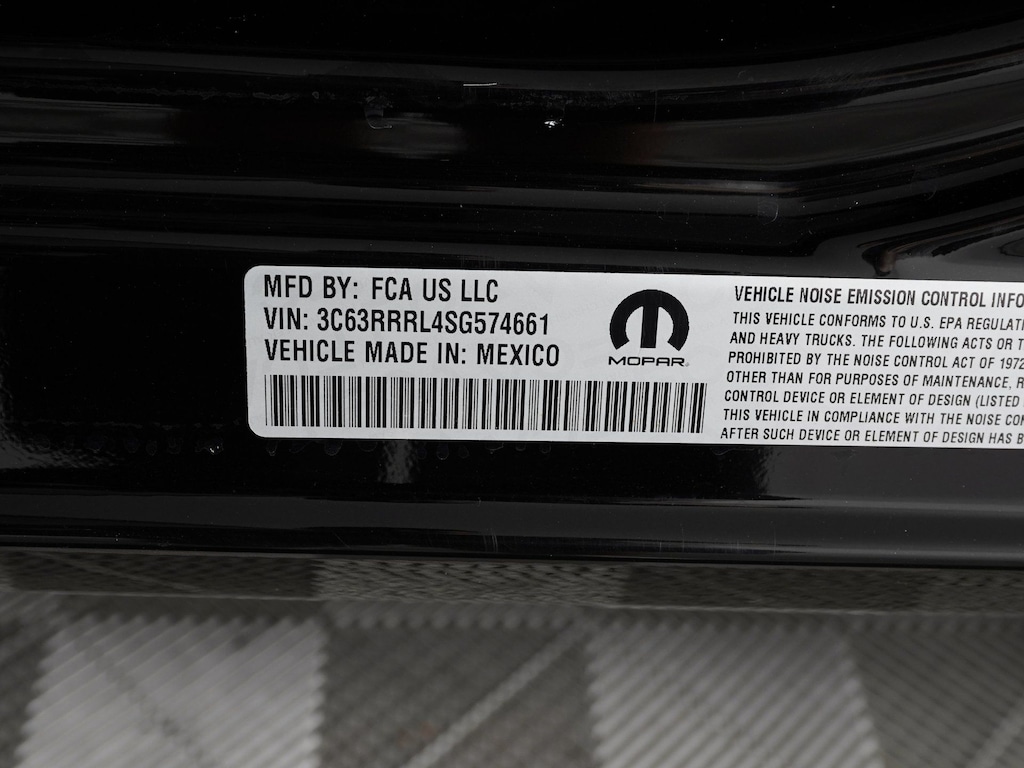 MFD BY: FCA US LLC
VIN: 3C63RRRL4SG574661
VEHICLE MADE IN: MEXICO
MOPAR
VEHICLE NOISE EMISSION CONTROL INFO
THIS VEHICLE CONFORMS TO U.S. EPA REGULATI
AND HEAVY TRUCKS. THE FOLLOWING ACTS OR T
PROHIBITED BY THE NOISE CONTROL ACT OF 1972
OTHER THAN FOR PURPOSES OF MAINTENANCE, R
CONTROL DEVICE OR ELEMENT OF DESIGN (LISTED
THIS VEHICLE IN COMPLIANCE WITH THE NOISE CON
AFTER SUCH DEVICE OR ELEMENT OF DESIGN HAS B